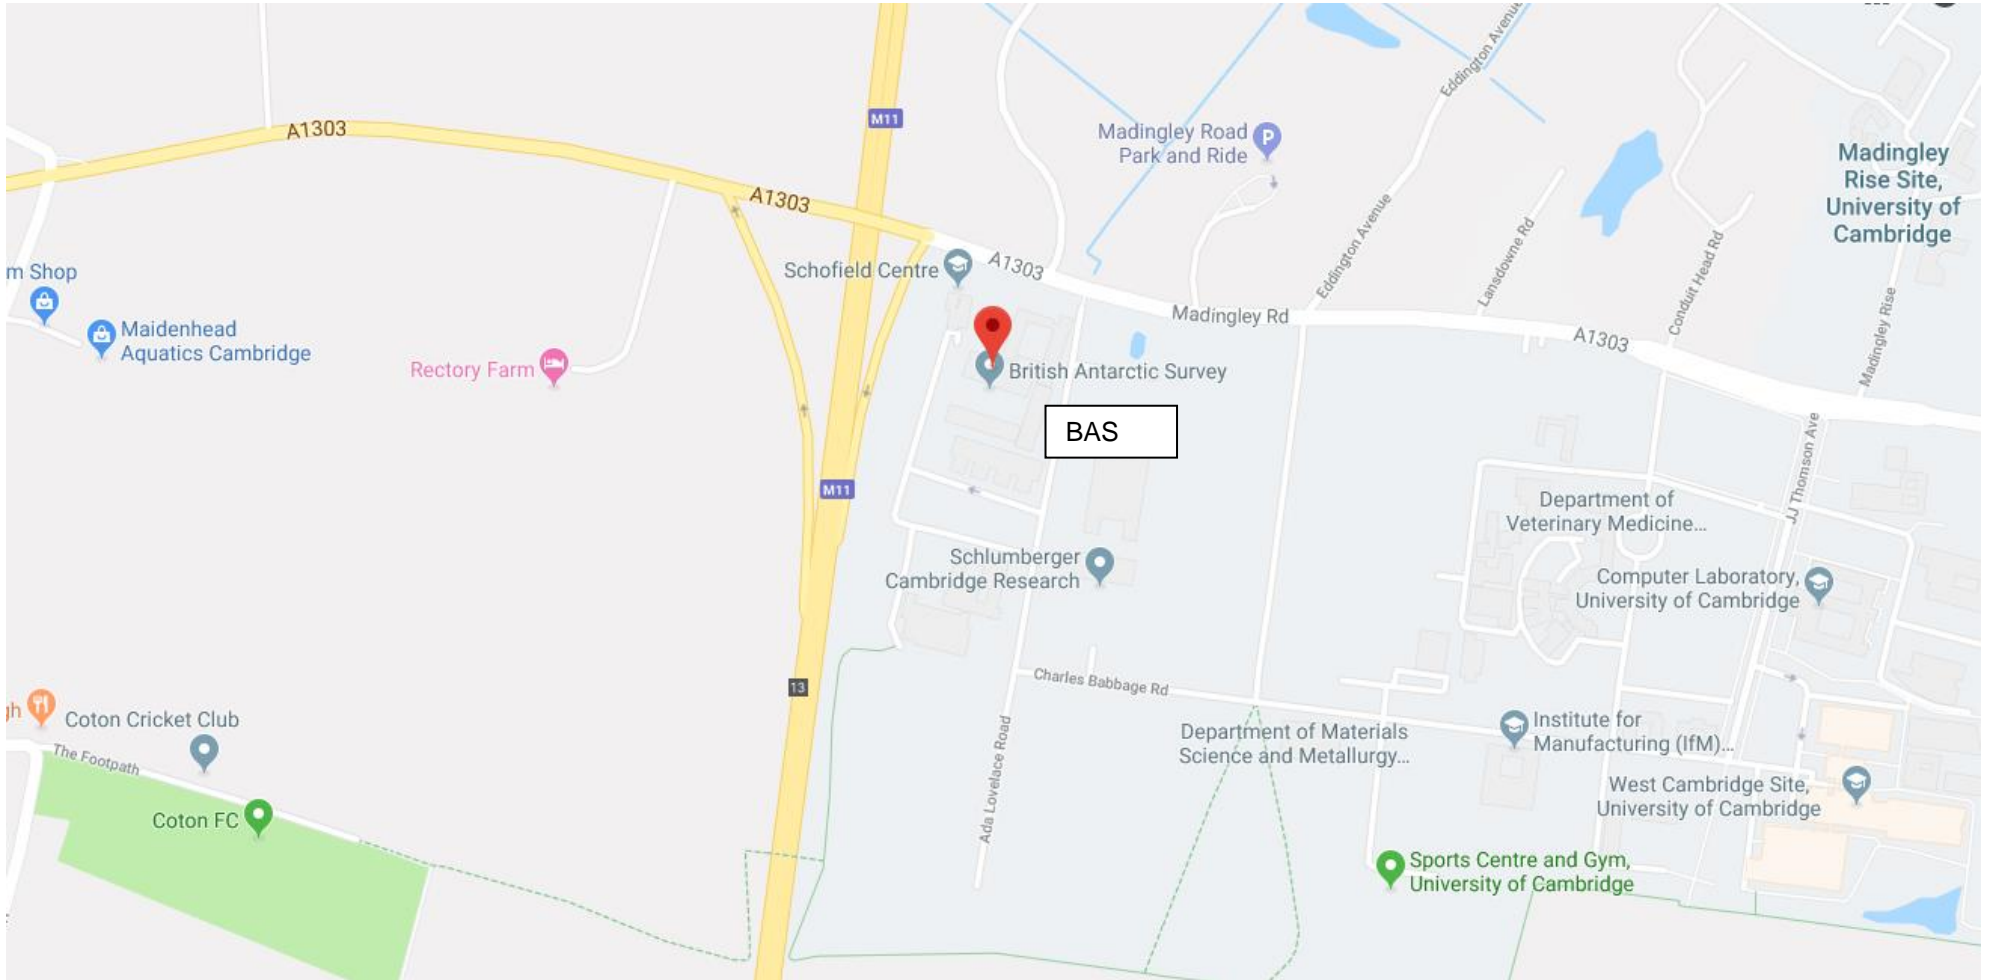 A1303
M11
Madingley Road
Park and Ride
P
Eddington Avenue
Madingley
Rise Site,
University of
Cambridge
A1303
Schofield Centre
A1303
Eddington Avenue
Lansdowne Rd
Conduit Head Rd
Madingley Rise
m Shop
Maidenhead
Aquatics Cambridge
Rectory Farm
Madingley Rd
A1303
British Antarctic Survey
BAS
M11
JJ Thomson Ave
Department of
Veterinary Medicine...
Schlumberger
Cambridge Research
Computer Laboratory,
University of Cambridge
13
Charles Babbage Rd
gh
Coton Cricket Club
The Footpath
Ada Lovelace Road
Department of Materials
Science and Metallurgy...
Institute for
Manufacturing (IfM)...
West Cambridge Site,
University of Cambridge
Coton FC
Sports Centre and Gym,
University of Cambridge